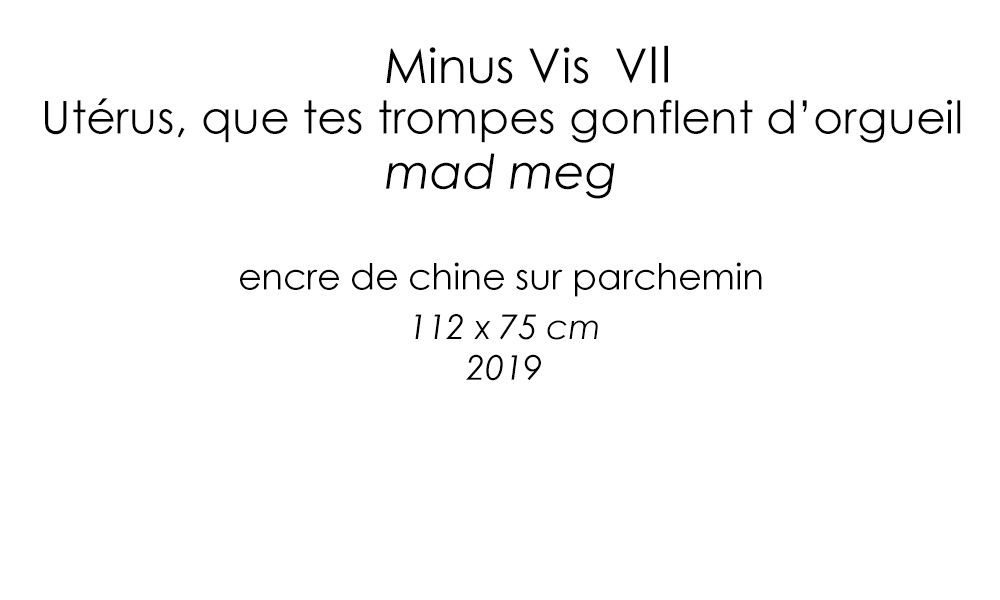 Minus Vis VII
Utérus, que tes trompes gonflent d’orgueil
mad meg
encre de chine sur parchemin
112 x 75 cm
2019